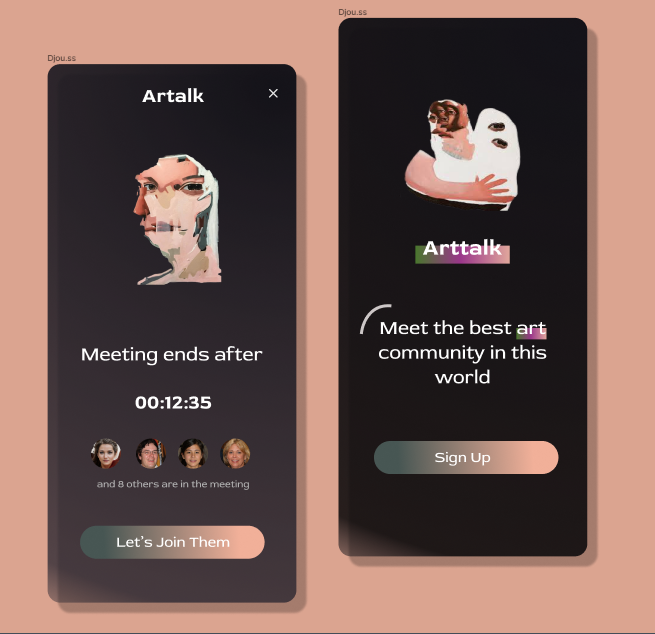 Djou.ss
Artalk
Meeting ends after
00:12:35
and 8 others are in the meeting
Let's Join Them
Djou.ss
Arttalk
Meet the best art
community in this
world
Sign Up